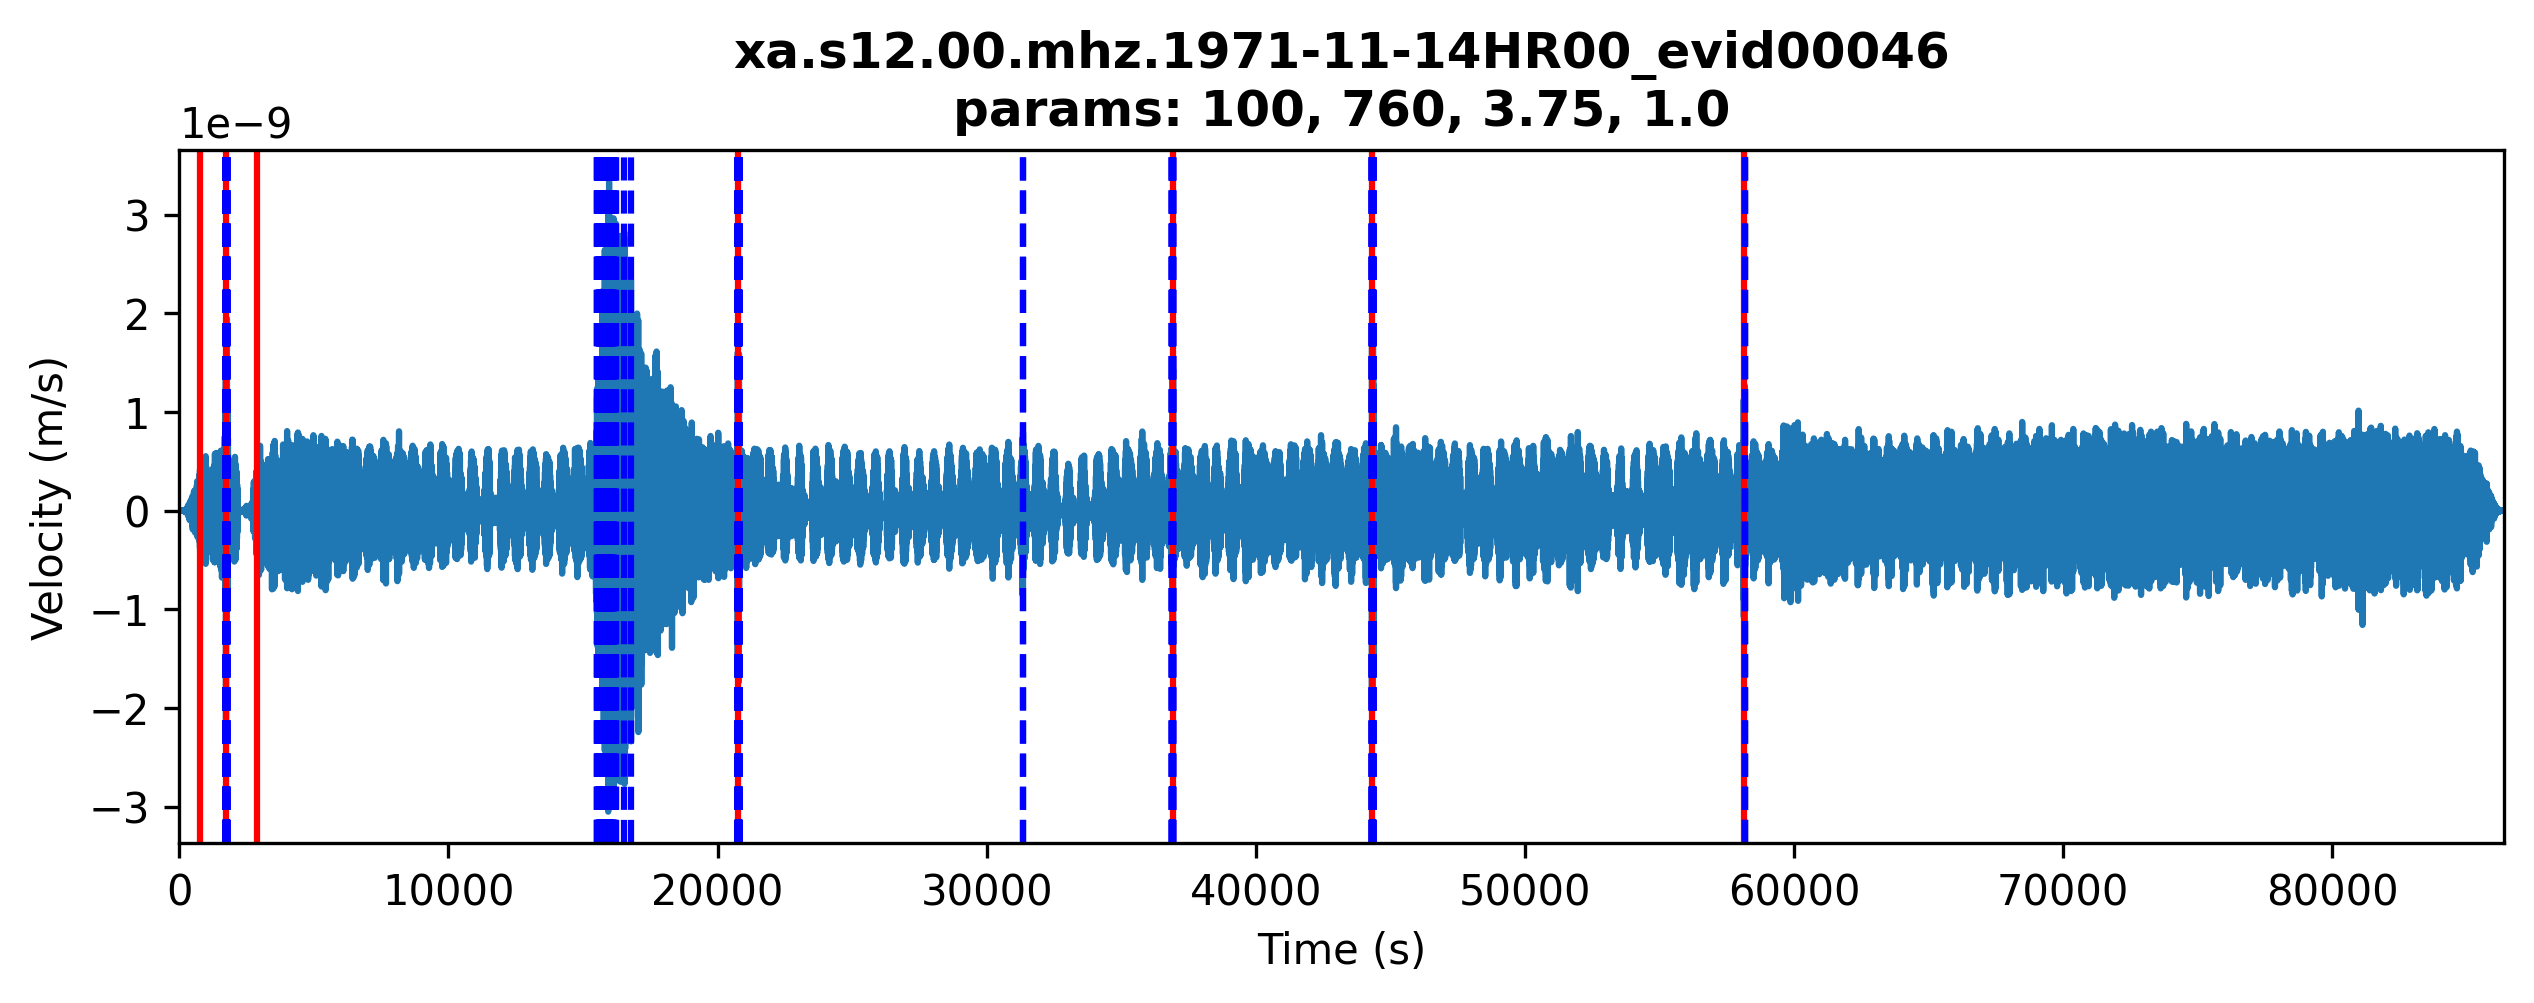 xa.s12.00.mhz.1971-11-14HR00_evid00046
params: 100, 760, 3.75, 1.0
1e−9
3
2
1
0
−1
−2
−3
Velocity (m/s)
0 10000 20000 30000 40000 50000 60000 70000 80000
Time (s)